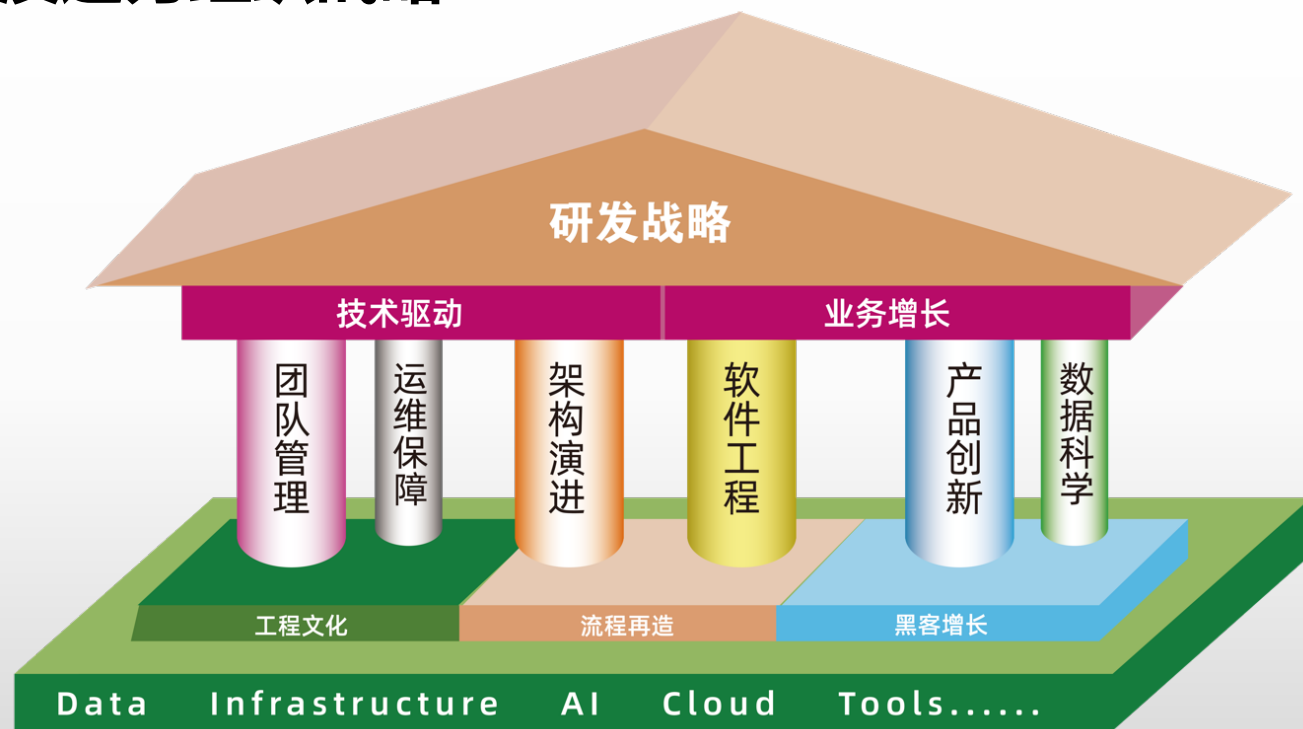 研发战略
技术驱动
业务增长
团队管理
运维保障
架构演进
软件工程
产品创新
数据科学
工程文化
流程再造
黑客增长
Data Infrastructure AI Cloud Tools......